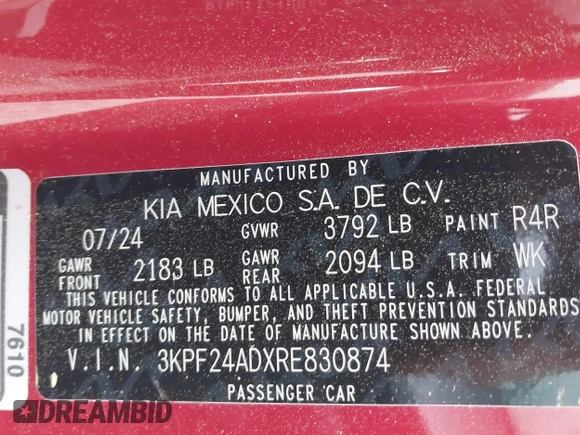 MANUFACTURED BY
KIA MEXICO S.A. DE C.V.
07/24 GVWR 3792 LB PAINT R4R
GAWR FRONT 2183 LB GAWR REAR 2094 LB TRIM WK
THIS VEHICLE CONFORMS TO ALL APPLICABLE U.S.A. FEDERAL
MOTOR VEHICLE SAFETY, BUMPER, AND THEFT PREVENTION STANDARDS
IN EFFECT ON THE DATE OF MANUFACTURE SHOWN ABOVE.
V.I.N. 3KPF24ADXRE830874
PASSENGER CAR
7610
DREAMBID